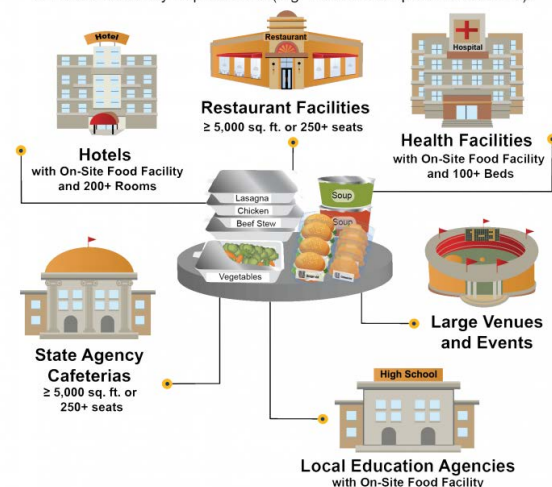 Hotel
Restaurant
Hospital
Restaurant Facilities
≥ 5,000 sq. ft. or 250+ seats
Hotels
with On-Site Food Facility
and 200+ Rooms
Health Facilities
with On-Site Food Facility
and 100+ Beds
Lasagna
Chicken
Beef Stew
Vegetables
Soup
Soup
Large Venues
and Events
State Agency
Cafeterias
≥ 5,000 sq. ft. or
250+ seats
High School
Local Education Agencies
with On-Site Food Facility